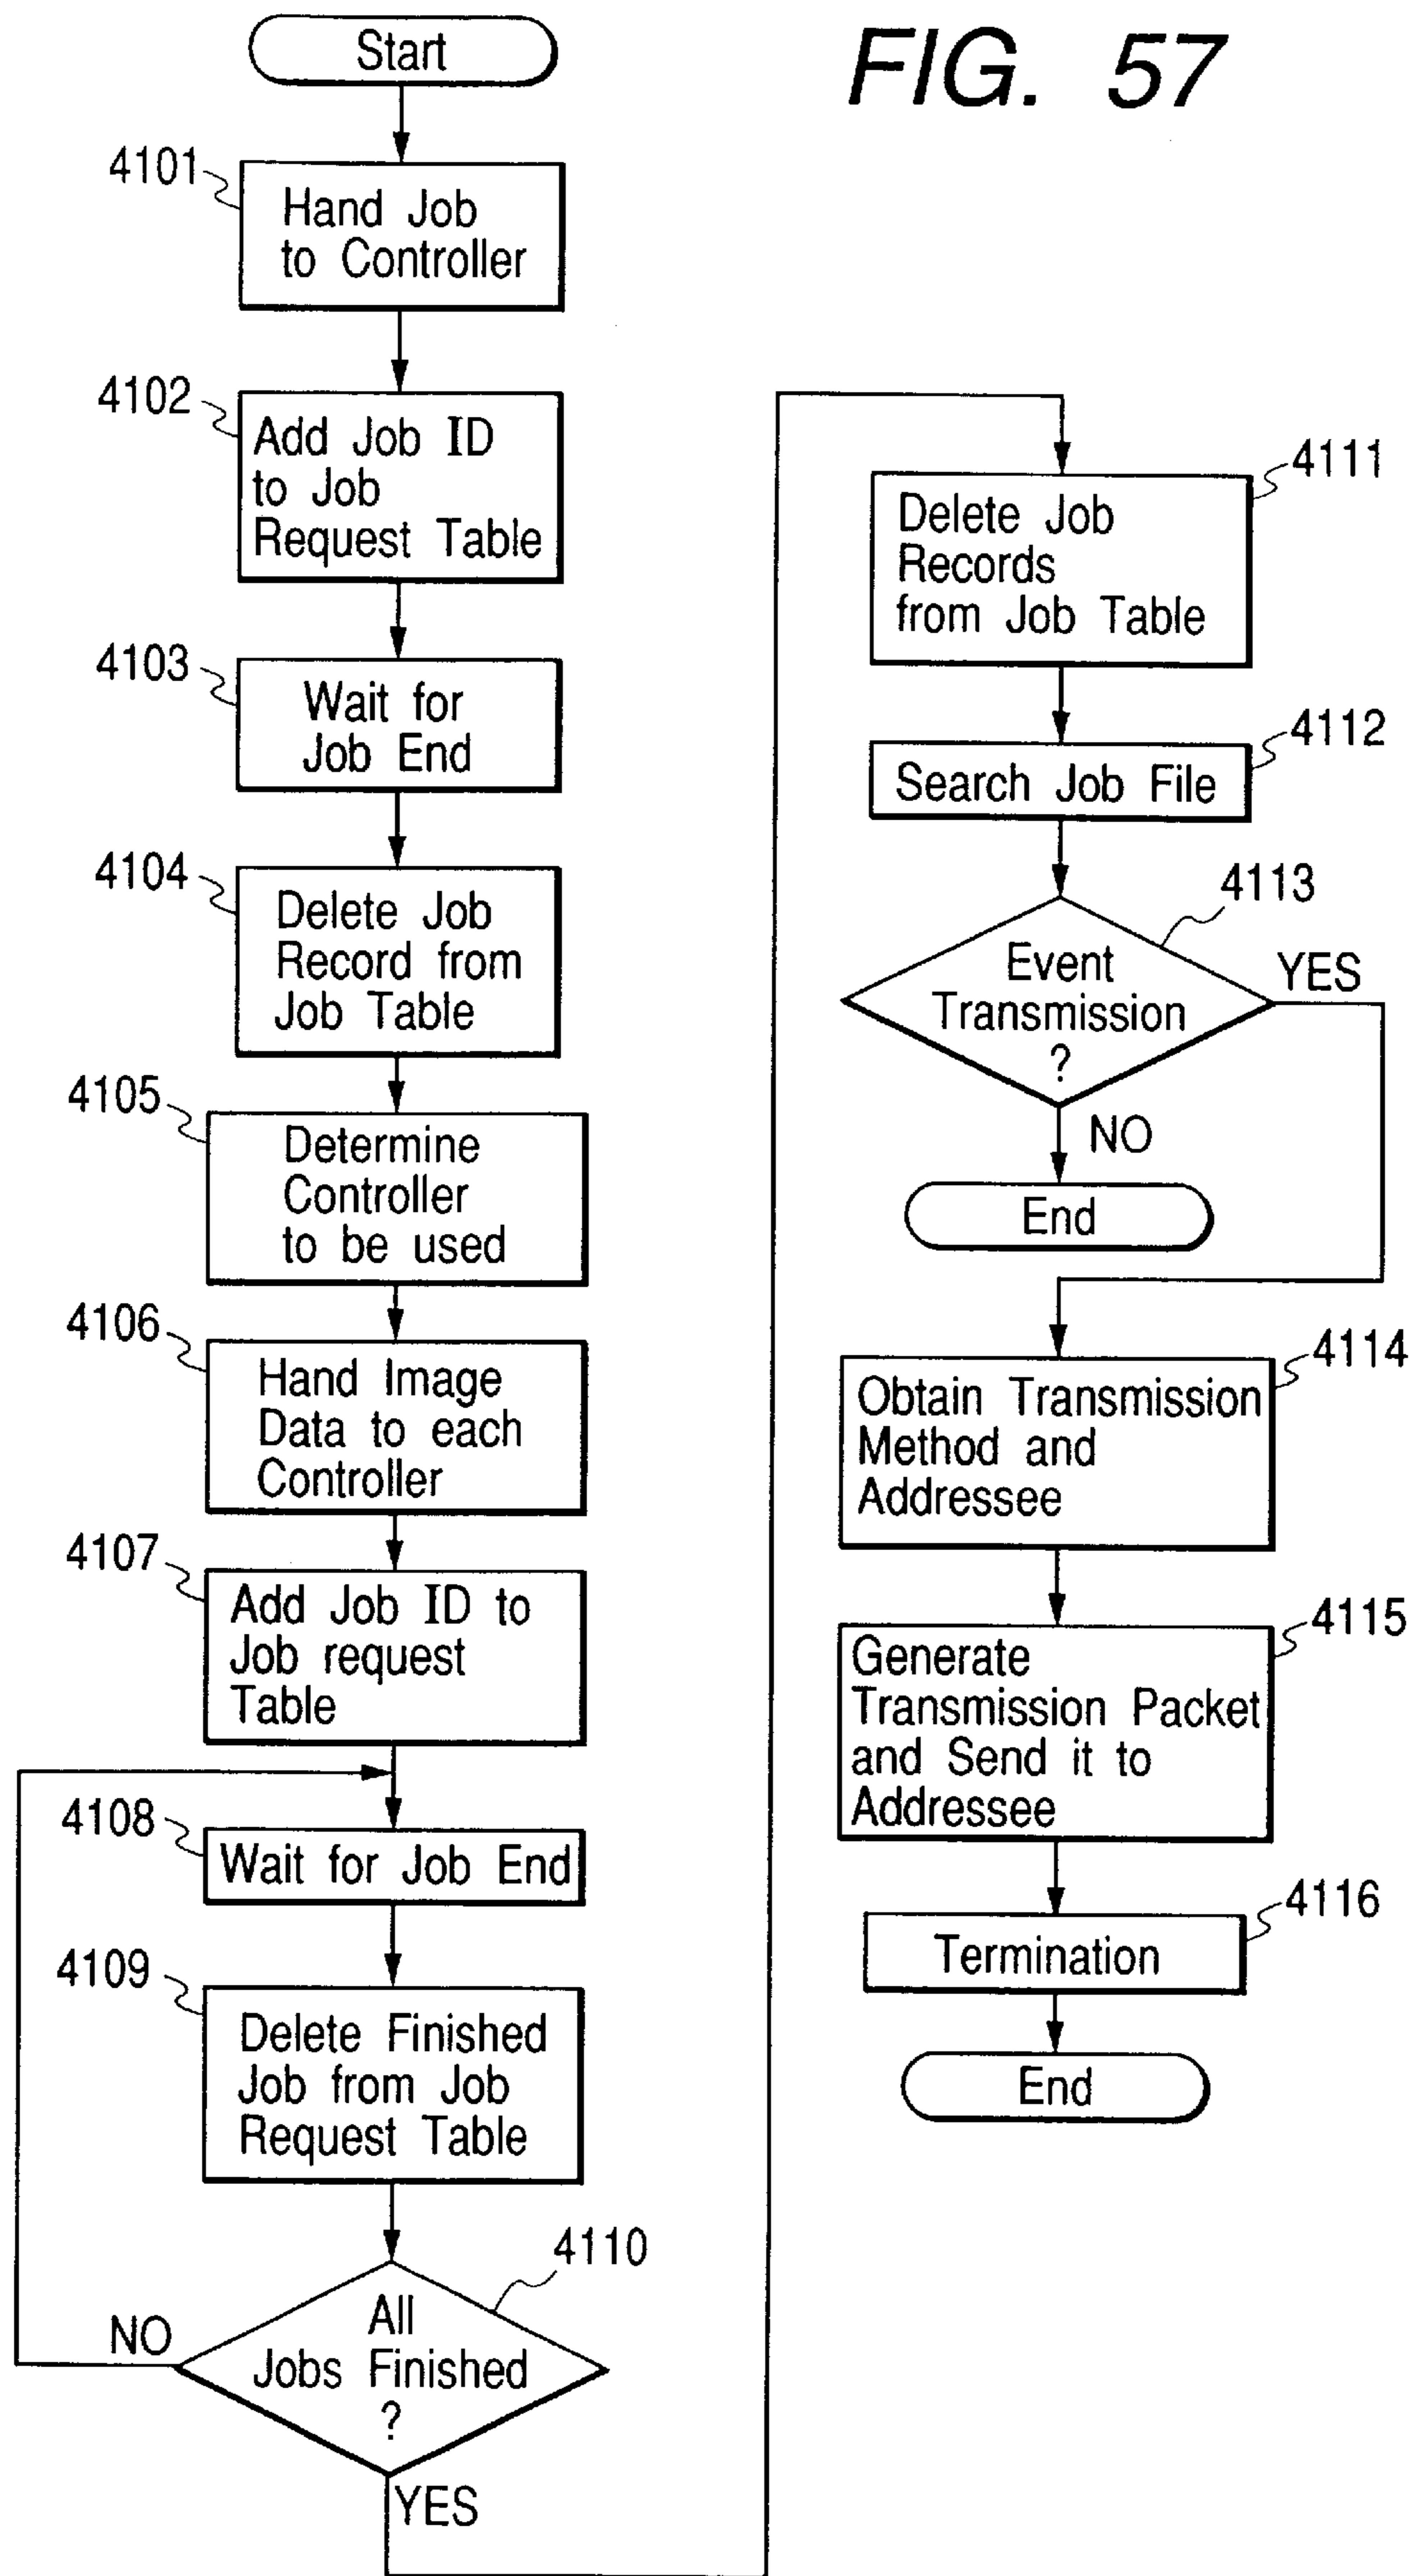 FIG. 57
Start
4101
Hand Job
to Controller
4102
Add Job ID
to Job
Request Table
4103
Wait for
Job End
4104
Delete Job
Record from
Job Table
4105
Determine
Controller
to be used
4106
Hand Image
Data to each
Controller
4107
Add Job ID to
Job request
Table
4108
Wait for Job End
4109
Delete Finished
Job from Job
Request Table
4110
All
Jobs Finished
?
NO
YES
4111
Delete Job
Records
from Job Table
4112
Search Job File
4113
Event
Transmission
?
YES
NO
End
4114
Obtain Transmission
Method and
Addressee
4115
Generate
Transmission Packet
and Send it to
Addressee
4116
Termination
End